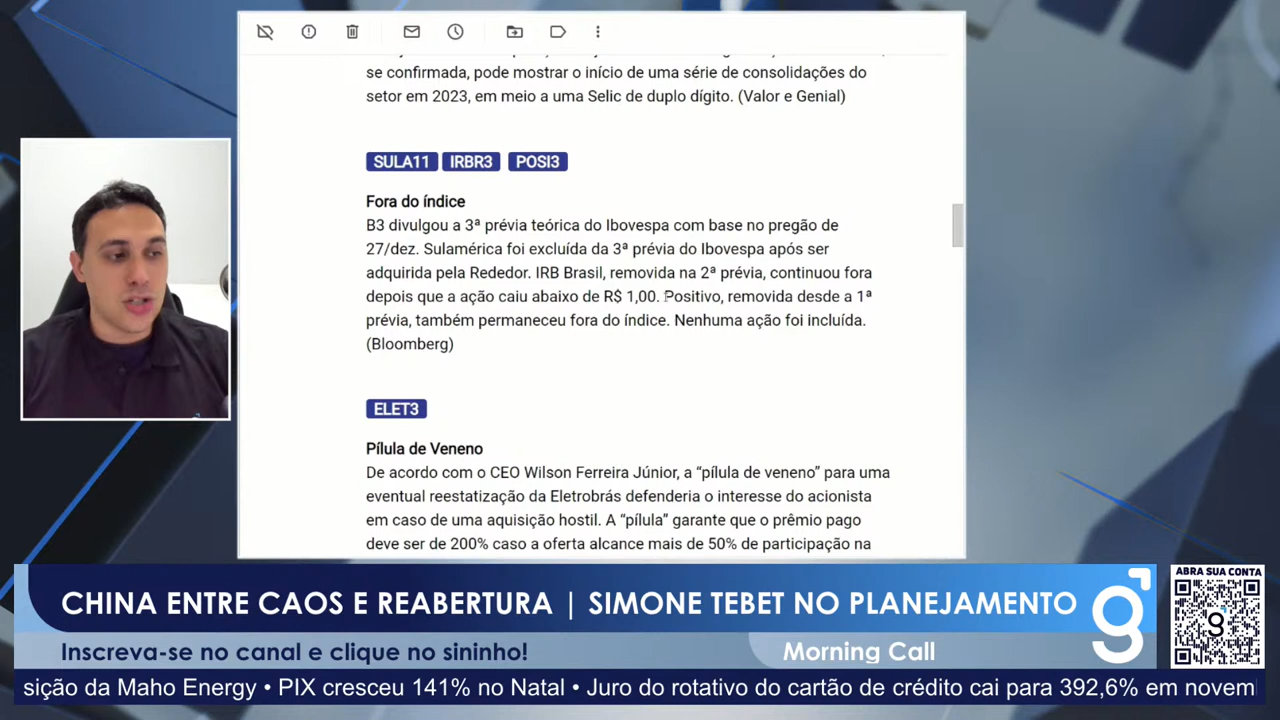 se confirmada, pode mostrar o início de uma série de consolidações do
setor em 2023, em meio a uma Selic de duplo dígito. (Valor e Genial)
SULA11 IRBR3 POSI3
Fora do índice
B3 divulgou a 3ª prévia teórica do Ibovespa com base no pregão de
27/dez. Sulamérica foi excluída da 3ª prévia do Ibovespa após ser
adquirida pela Rededor. IRB Brasil, removida na 2ª prévia, continuou fora
depois que a ação caiu abaixo de R$ 1,00. Positivo, removida desde a 1ª
prévia, também permaneceu fora do índice. Nenhuma ação foi incluída.
(Bloomberg)
ELET3
Pílula de Veneno
De acordo com o CEO Wilson Ferreira Júnior, a “pílula de veneno” para uma
eventual reestatização da Eletrobrás defenderia o interesse do acionista
em caso de uma aquisição hostil. A “pílula” garante que o prêmio pago
deve ser de 200% caso a oferta alcance mais de 50% de participação na
CHINA ENTRE CAOS E REABERTURA | SIMONE TEBET NO PLANEJAMENTO
Inscreva-se no canal e clique no sininho!
Morning Call
ABRA SUA CONTA
g
sição da Maho Energy • PIX cresceu 141% no Natal • Juro do rotativo do cartão de crédito cai para 392,6% em novem